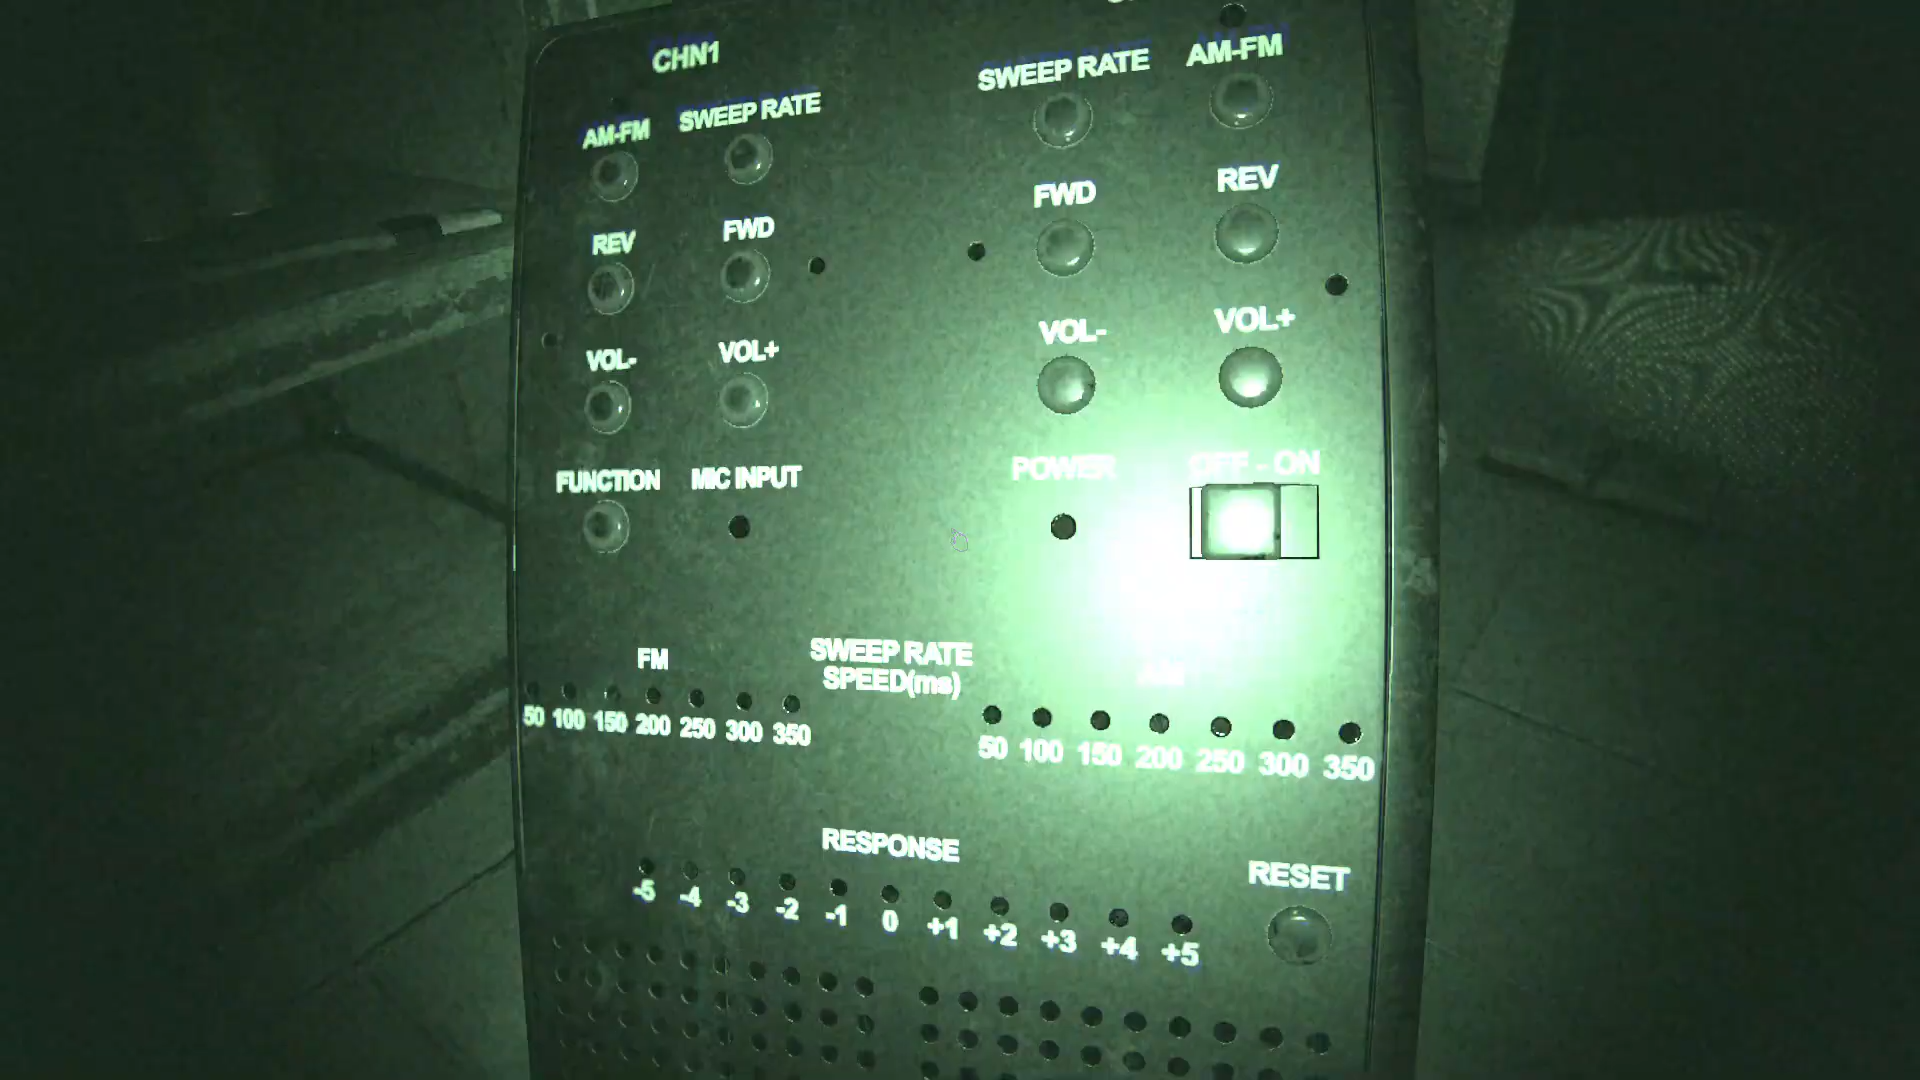 CHN1
AM-FM SWEEP RATE
SWEEP RATE AM-FM
REV FWD
FWD REV
VOL- VOL+
VOL- VOL+
FUNCTION MIC INPUT
POWER OFF - ON
FM
SWEEP RATE
SPEED(ms)
AM
50 100 150 200 250 300 350
50 100 150 200 250 300 350
RESPONSE
RESET
-5 -4 -3 -2 -1 0 +1 +2 +3 +4 +5